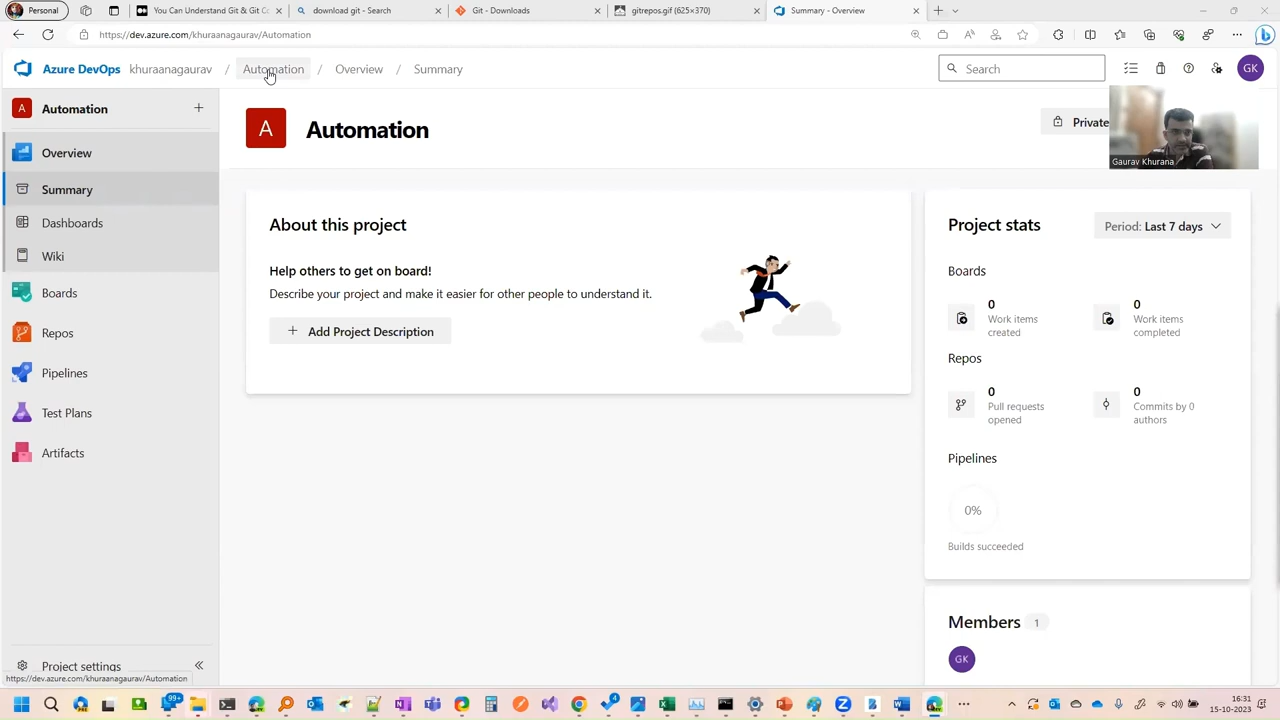 Personal
You Can Understand Git & Git C
download git - Search
Git - Downloads
gitrepos.gif (625×370)
Summary - Overview
https://dev.azure.com/khuraanagaurav/Automation
Azure DevOps khuraanagaurav / Automation / Overview / Summary
Search
GK
A Automation
Overview
Summary
Dashboards
Wiki
Boards
Repos
Pipelines
Test Plans
Artifacts
Project settings
https://dev.azure.com/khuraanagaurav/Automation
A Automation
Private
Gaurav Khurana
About this project
Help others to get on board!
Describe your project and make it easier for other people to understand it.
Add Project Description
Project stats
Period: Last 7 days
Boards
0
Work items
created
0
Work items
completed
Repos
0
Pull requests
opened
0
Commits by 0
authors
Pipelines
0%
Builds succeeded
Members 1
GK
99+
4
16:31
15-10-2023